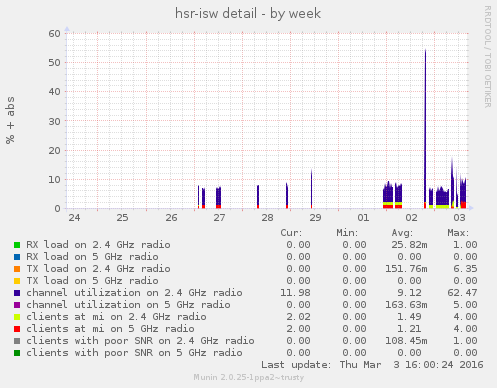 hsr-isw detail - by week
RRDTOOL / TOBI OETIKER
% + abs
60
50
40
30
20
10
0
24 25 26 27 28 29 01 02 03
Cur: Min: Avg: Max:
RX load on 2.4 GHz radio 0.00 0.00 25.82m 1.00
RX load on 5 GHz radio 0.00 0.00 0.00 0.00
TX load on 2.4 GHz radio 0.00 0.00 151.76m 6.35
TX load on 5 GHz radio 0.00 0.00 0.00 0.00
channel utilization on 2.4 GHz radio 11.98 0.00 9.12 62.47
channel utilization on 5 GHz radio 0.00 0.00 163.63m 5.00
clients at mi on 2.4 GHz radio 2.02 0.00 1.49 4.00
clients at mi on 5 GHz radio 2.00 0.00 1.21 4.00
clients with poor SNR on 2.4 GHz radio 0.00 0.00 108.45m 1.00
clients with poor SNR on 5 GHz radio 0.00 0.00 0.00 0.00
Last update: Thu Mar 3 16:00:24 2016
Munin 2.0.25-1ppa2~trusty